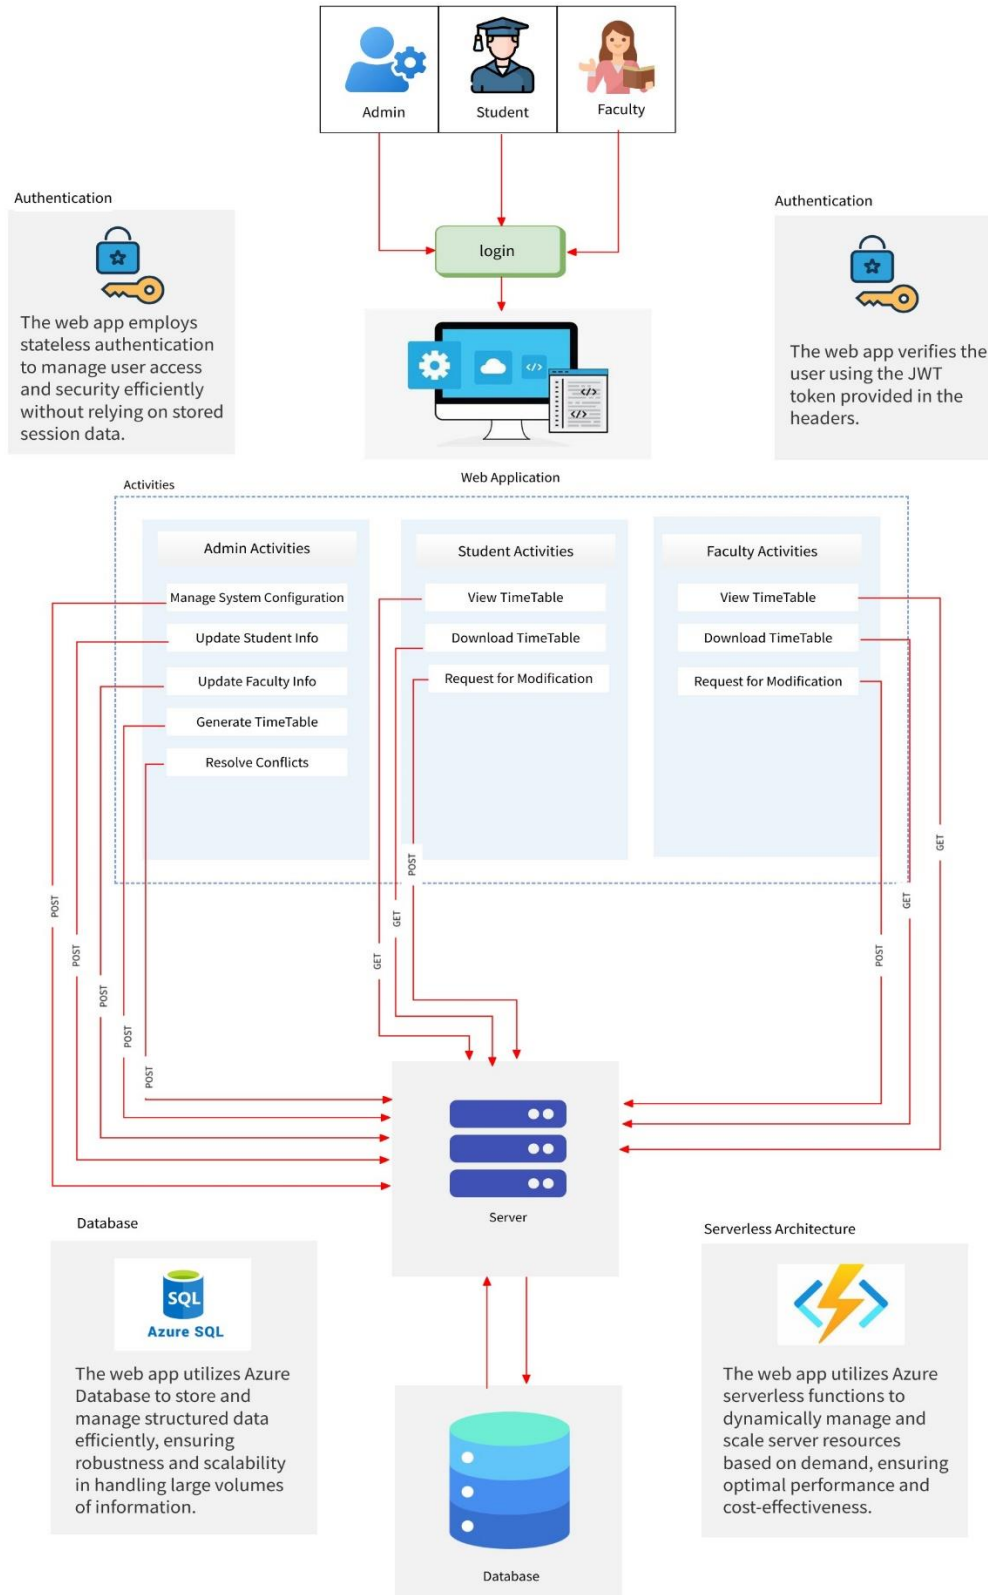 Admin
Student
Faculty
Authentication
Authentication
login
The web app employs
stateless authentication
to manage user access
and security efficiently
without relying on stored
session data.
The web app verifies the
user using the JWT
token provided in the
headers.
</>
</>
</>
Web Application
Activities
Admin Activities
Manage System Configuration
Update Student Info
Update Faculty Info
Generate TimeTable
Resolve Conflicts
Student Activities
View TimeTable
Download TimeTable
Request for Modification
Faculty Activities
View TimeTable
Download TimeTable
Request for Modification
POST
POST
POST
POST
POST
GET
GET
POST
POST
GET
GET
Server
Database
SQL
Azure SQL
The web app utilizes Azure
Database to store and
manage structured data
efficiently, ensuring
robustness and scalability
in handling large volumes
of information.
Serverless Architecture
The web app utilizes Azure
serverless functions to
dynamically manage and
scale server resources
based on demand, ensuring
optimal performance and
cost-effectiveness.
Database